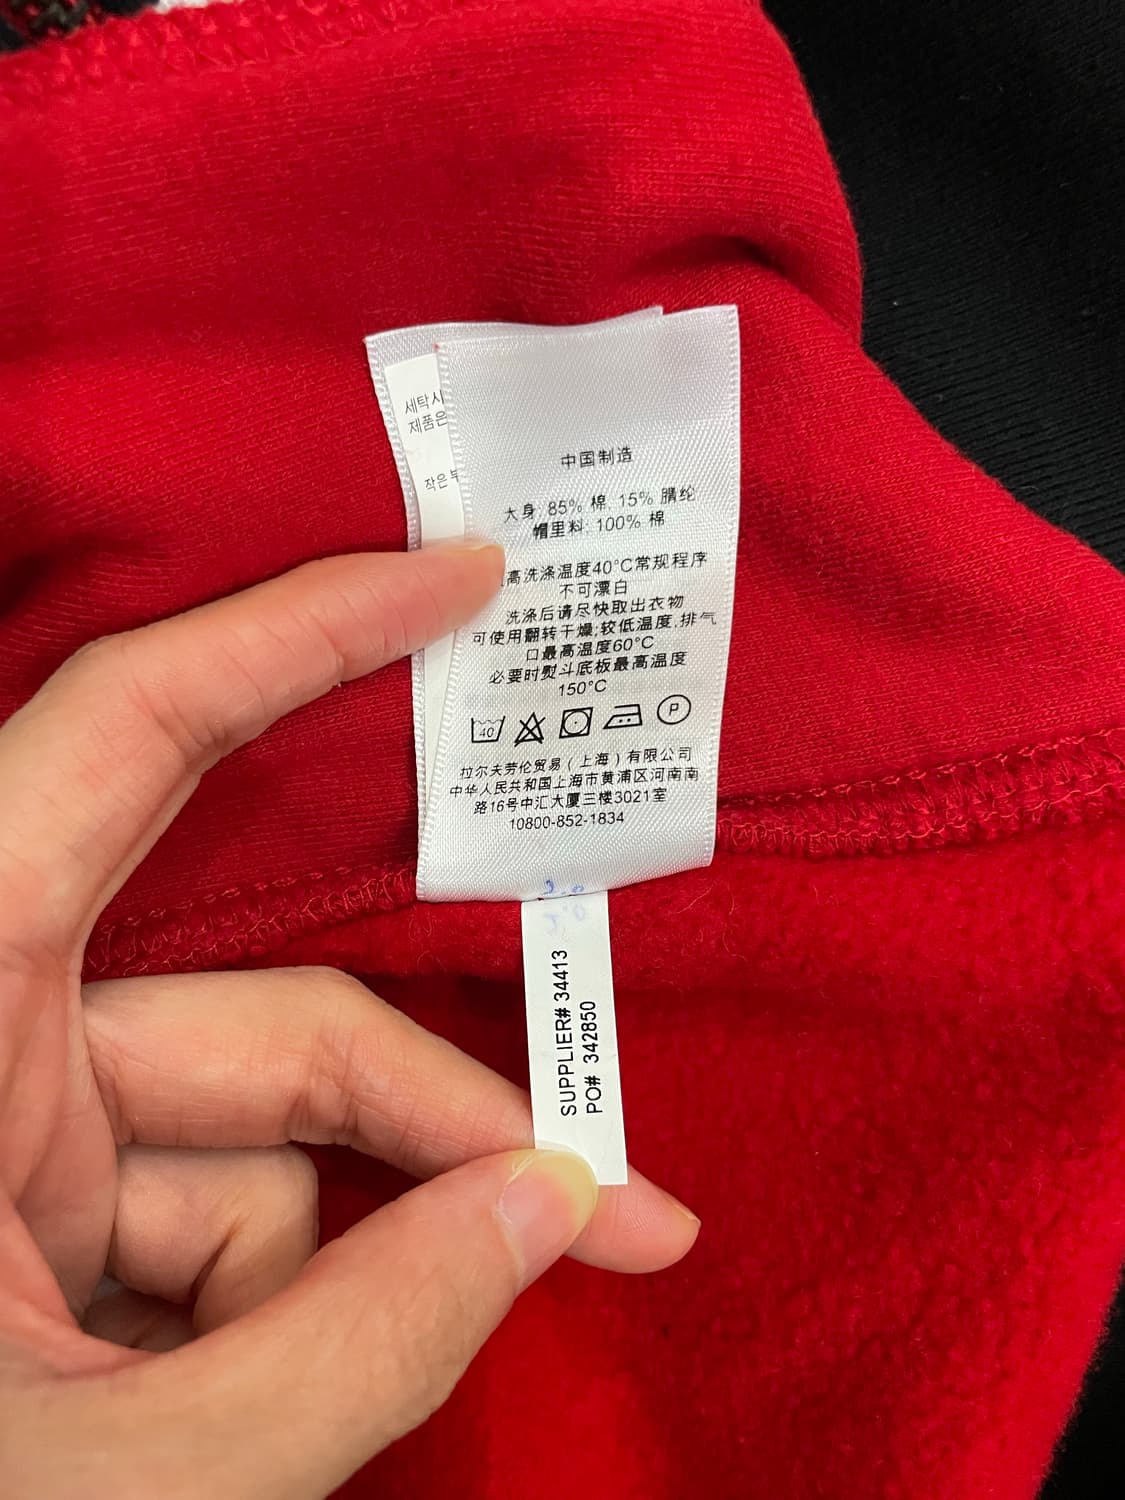 세탁시
제품은
작은부
中国制造
大身: 85% 棉, 15% 腈纶
帽里料: 100% 棉
高洗涤温度40°C常规程序
不可漂白
洗涤后请尽快取出衣物
可使用翻转干燥;较低温度,排气
口最高温度60°C
必要时熨斗底板最高温度
150°C
40 P
拉尔夫劳伦贸易（上海）有限公司
中华人民共和国上海市黄浦区河南南
路16号中汇大厦三楼3021室
10800-852-1834
SUPPLIER# 34413
PO# 342850